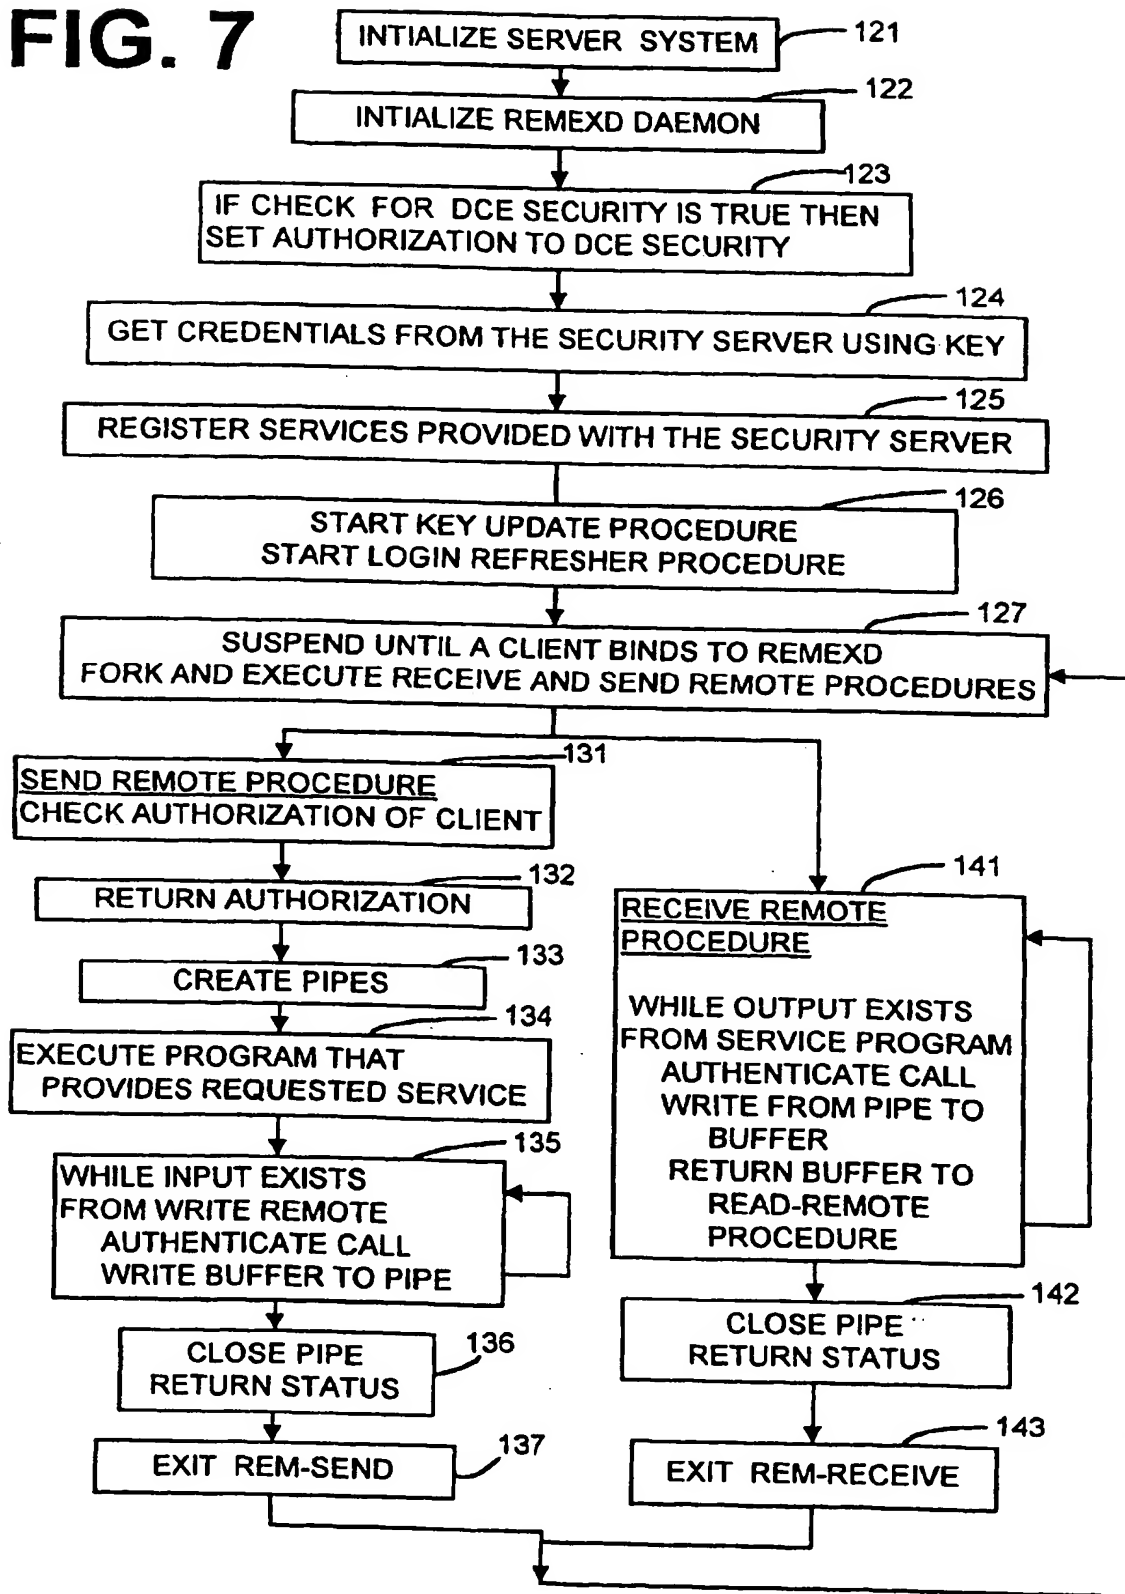 FIG. 7
INTIALIZE SERVER SYSTEM
121
122
INTIALIZE REMEXD DAEMON
123
IF CHECK FOR DCE SECURITY IS TRUE THEN
SET AUTHORIZATION TO DCE SECURITY
124
GET CREDENTIALS FROM THE SECURITY SERVER USING KEY
125
REGISTER SERVICES PROVIDED WITH THE SECURITY SERVER
126
START KEY UPDATE PROCEDURE
START LOGIN REFRESHER PROCEDURE
127
SUSPEND UNTIL A CLIENT BINDS TO REMEXD
FORK AND EXECUTE RECEIVE AND SEND REMOTE PROCEDURES
131
SEND REMOTE PROCEDURE
CHECK AUTHORIZATION OF CLIENT
132
RETURN AUTHORIZATION
133
CREATE PIPES
134
EXECUTE PROGRAM THAT
PROVIDES REQUESTED SERVICE
135
WHILE INPUT EXISTS
FROM WRITE REMOTE
AUTHENTICATE CALL
WRITE BUFFER TO PIPE
136
CLOSE PIPE
RETURN STATUS
137
EXIT REM-SEND
141
RECEIVE REMOTE
PROCEDURE
WHILE OUTPUT EXISTS
FROM SERVICE PROGRAM
AUTHENTICATE CALL
WRITE FROM PIPE TO
BUFFER
RETURN BUFFER TO
READ-REMOTE
PROCEDURE
142
CLOSE PIPE
RETURN STATUS
143
EXIT REM-RECEIVE